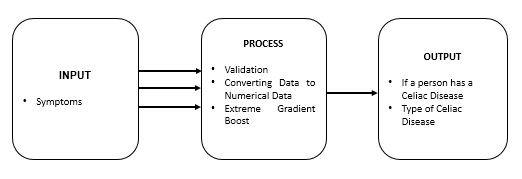 INPUT
• Symptoms
PROCESS
• Validation
• Converting Data to
Numerical Data
• Extreme Gradient
Boost
OUTPUT
• If a person has a
Celiac Disease
• Type of Celiac
Disease